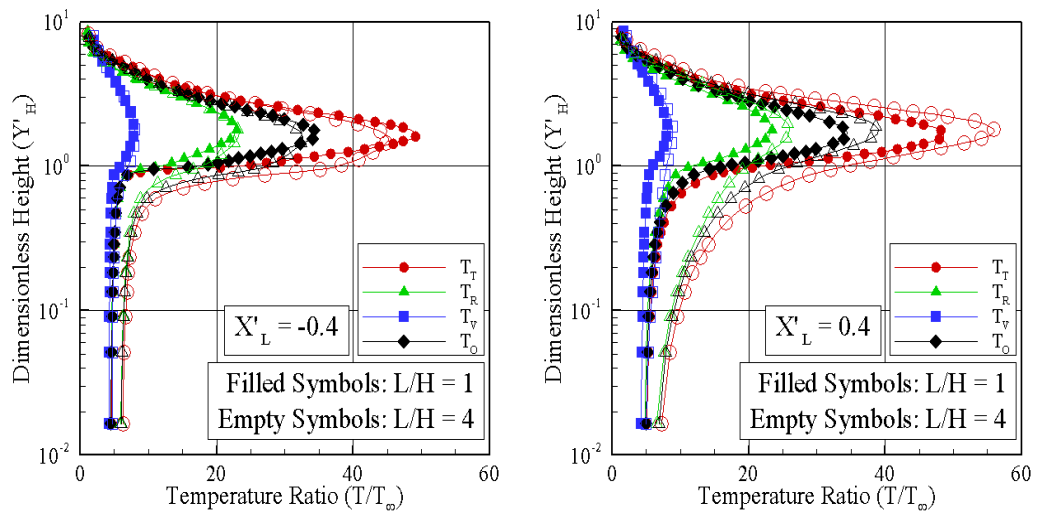 Dimensionless Height (Y'H)
10¹
10⁰
10⁻¹
10⁻²
0
20
40
60
Temperature Ratio (T/T∞)
TT
TR
TV
TO
X'L = -0.4
Filled Symbols: L/H = 1
Empty Symbols: L/H = 4
Dimensionless Height (Y'H)
10¹
10⁰
10⁻¹
10⁻²
0
20
40
60
Temperature Ratio (T/T∞)
TT
TR
TV
TO
X'L = 0.4
Filled Symbols: L/H = 1
Empty Symbols: L/H = 4